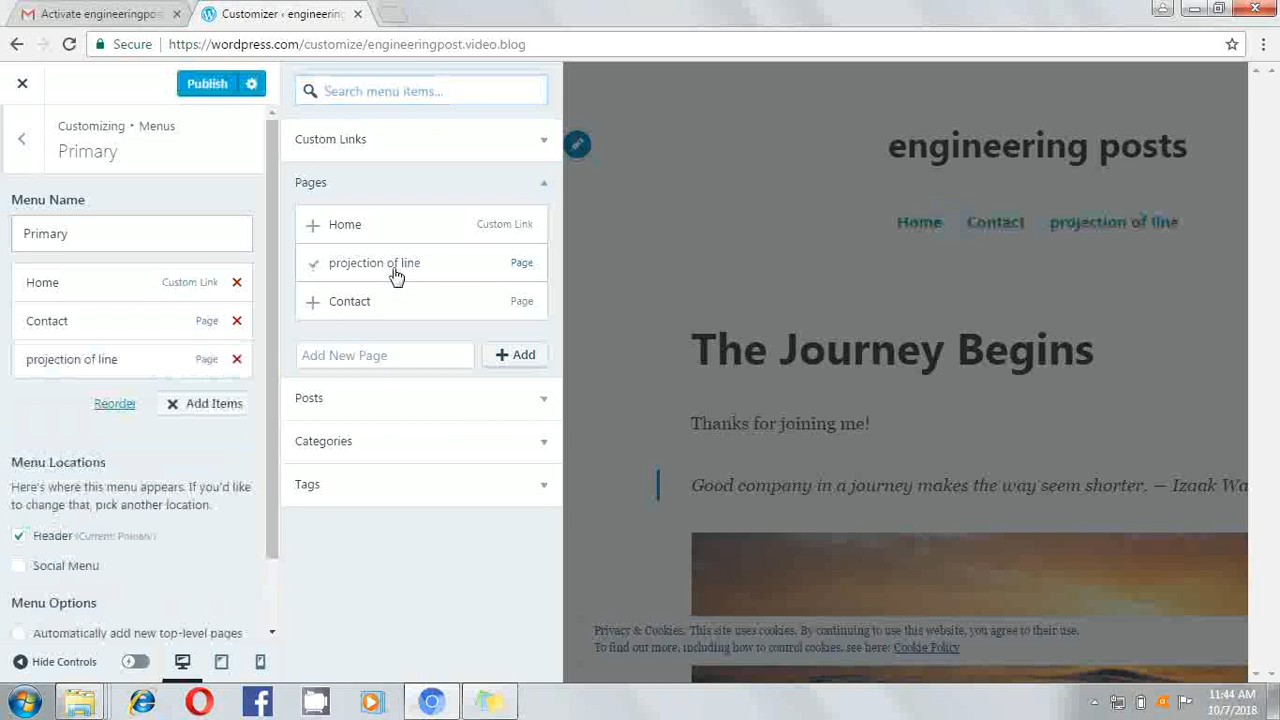 Activate engineeringpos
Customizer ‹ engineering
Secure
https://wordpress.com/customize/engineeringpost.video.blog
Publish
Customizing • Menus
Primary
Menu Name
Primary
Home Custom Link
Contact Page
projection of line Page
Reorder Add Items
Menu Locations
Here's where this menu appears. If you'd like
to change that, pick another location.
Header (Current: Primary)
Social Menu
Menu Options
Automatically add new top-level pages
Hide Controls
Search menu items...
Custom Links
Pages
Home Custom Link
projection of line Page
Contact Page
Add New Page
Add
Posts
Categories
Tags
engineering posts
Home Contact projection of line
The Journey Begins
Thanks for joining me!
Good company in a journey makes the way seem shorter. — Izaak Wa
Privacy & Cookies: This site uses cookies. By continuing to use this website, you agree to their use.
To find out more, including how to control cookies, see here: Cookie Policy
11:44 AM
10/7/2018